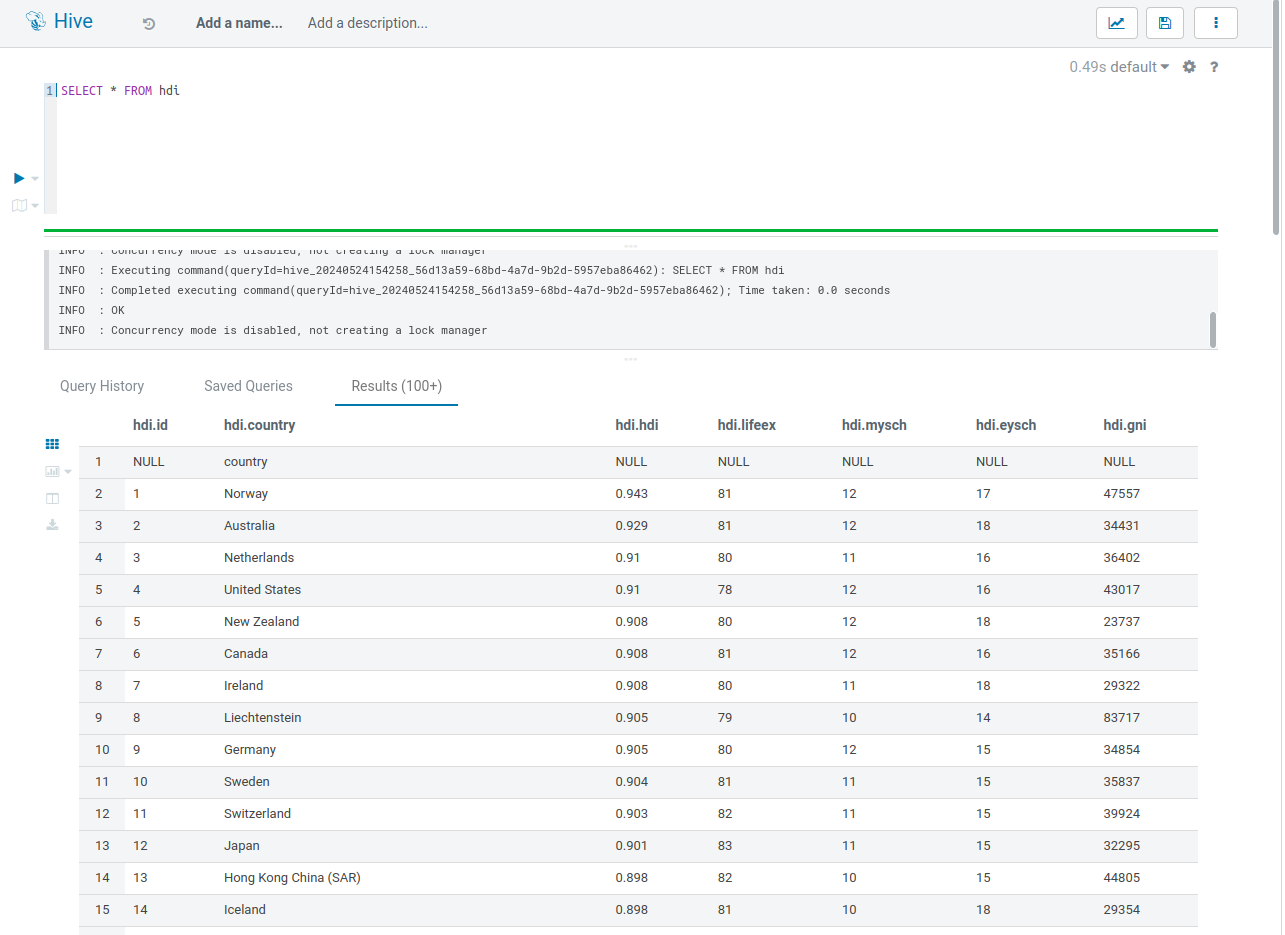 Hive Add a name... Add a description...
0.49s default ?
1 SELECT * FROM hdi
INFO : Concurrency mode is disabled, not creating a lock manager
INFO : Executing command(queryId=hive_20240524154258_56d13a59-68bd-4a7d-9b2d-5957eba86462): SELECT * FROM hdi
INFO : Completed executing command(queryId=hive_20240524154258_56d13a59-68bd-4a7d-9b2d-5957eba86462); Time taken: 0.0 seconds
INFO : OK
INFO : Concurrency mode is disabled, not creating a lock manager
Query History Saved Queries Results (100+)
hdi.id hdi.country hdi.hdi hdi.lifeex hdi.mysch hdi.eysch hdi.gni
1 NULL country NULL NULL NULL NULL NULL
2 1 Norway 0.943 81 12 17 47557
3 2 Australia 0.929 81 12 18 34431
4 3 Netherlands 0.91 80 11 16 36402
5 4 United States 0.91 78 12 16 43017
6 5 New Zealand 0.908 80 12 18 23737
7 6 Canada 0.908 81 12 16 35166
8 7 Ireland 0.908 80 11 18 29322
9 8 Liechtenstein 0.905 79 10 14 83717
10 9 Germany 0.905 80 12 15 34854
11 10 Sweden 0.904 81 11 15 35837
12 11 Switzerland 0.903 82 11 15 39924
13 12 Japan 0.901 83 11 15 32295
14 13 Hong Kong China (SAR) 0.898 82 10 15 44805
15 14 Iceland 0.898 81 10 18 29354